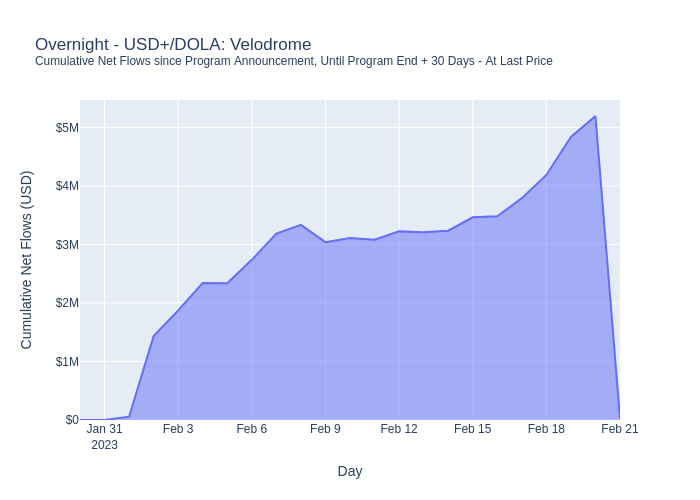 Overnight - USD+/DOLA: Velodrome
Cumulative Net Flows since Program Announcement, Until Program End + 30 Days - At Last Price
Cumulative Net Flows (USD)
$5M
$4M
$3M
$2M
$1M
$0
Jan 31
2023
Feb 3
Feb 6
Feb 9
Feb 12
Feb 15
Feb 18
Feb 21
Day